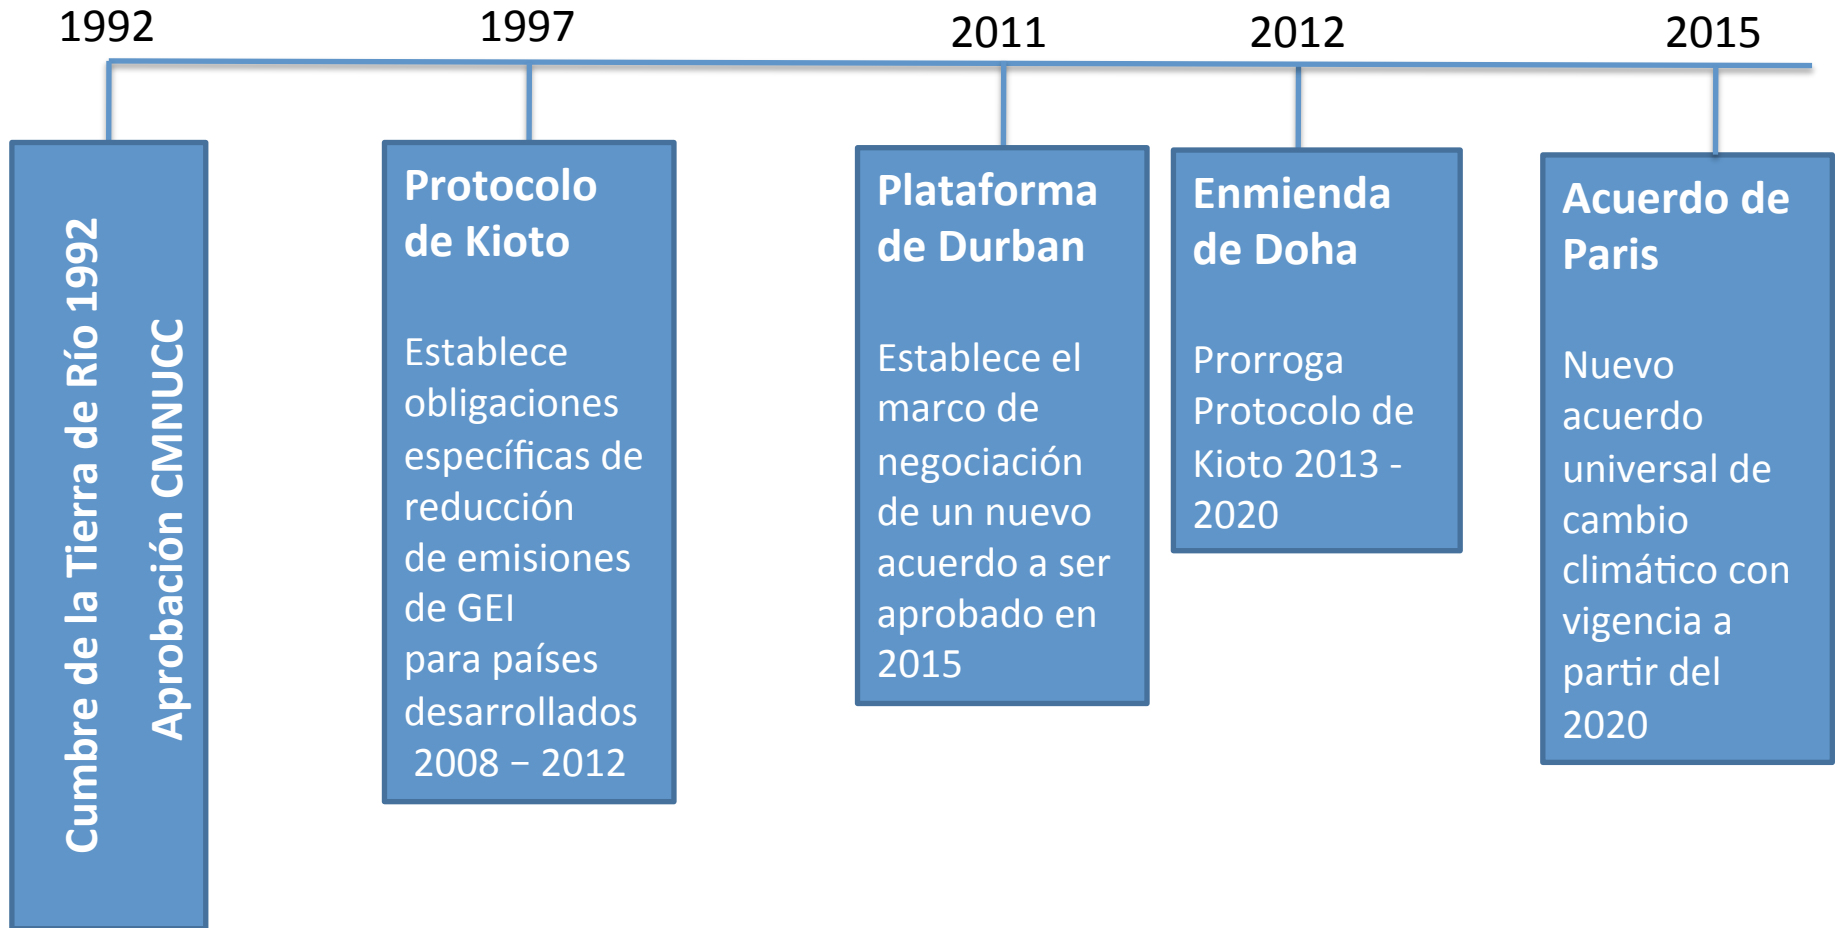 1992
1997
2011
2012
2015
Cumbre de la Tierra de Río 1992
Aprobación CMNUCC
Protocolo
de Kioto
Establece
obligaciones
específicas de
reducción
de emisiones
de GEI
para países
desarrollados
2008 – 2012
Plataforma
de Durban
Establece el
marco de
negociación
de un nuevo
acuerdo a ser
aprobado en
2015
Enmienda
de Doha
Prorroga
Protocolo de
Kioto 2013 -
2020
Acuerdo de
Paris
Nuevo
acuerdo
universal de
cambio
climático con
vigencia a
partir del
2020